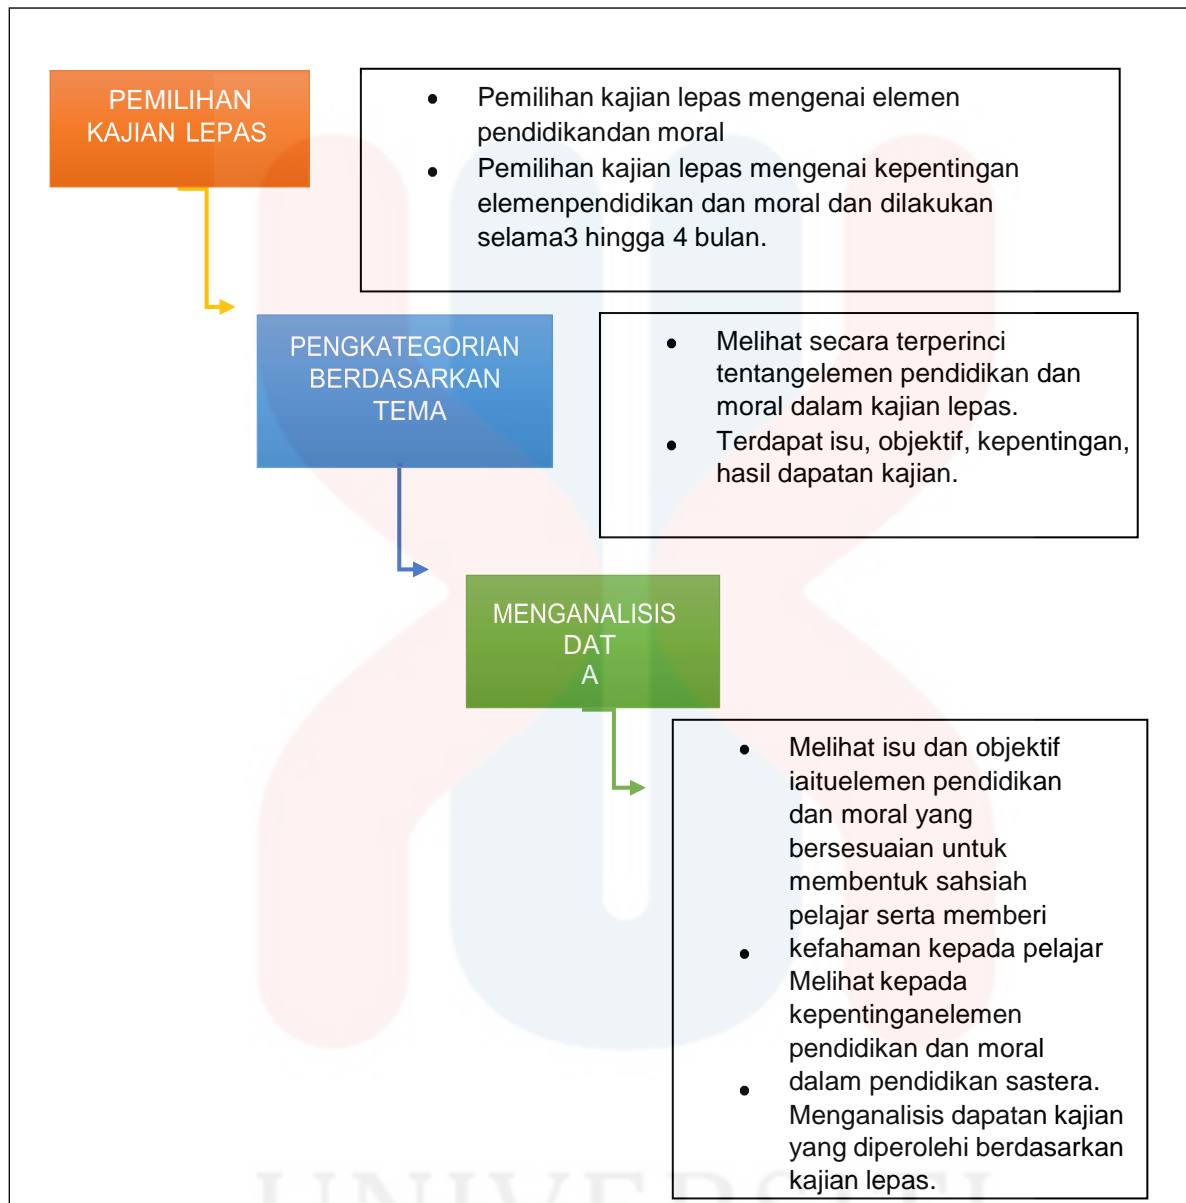 PEMILIHAN
KAJIAN LEPAS
• Pemilihan kajian lepas mengenai elemen
pendidikandan moral
• Pemilihan kajian lepas mengenai kepentingan
elemenpendidikan dan moral dan dilakukan
selama3 hingga 4 bulan.
PENGKATEGORIAN
BERDASARKAN
TEMA
• Melihat secara terperinci
tentangelemen pendidikan dan
moral dalam kajian lepas.
• Terdapat isu, objektif, kepentingan,
hasil dapatan kajian.
MENGANALISIS
DAT
A
• Melihat isu dan objektif
iaituelemen pendidikan
dan moral yang
bersesuaian untuk
membentuk sahsiah
pelajar serta memberi
• kefahaman kepada pelajar
Melihat kepada
kepentinganelemen
pendidikan dan moral
• dalam pendidikan sastera.
Menganalisis dapatan kajian
yang diperolehi berdasarkan
kajian lepas.
UNIVERSITI